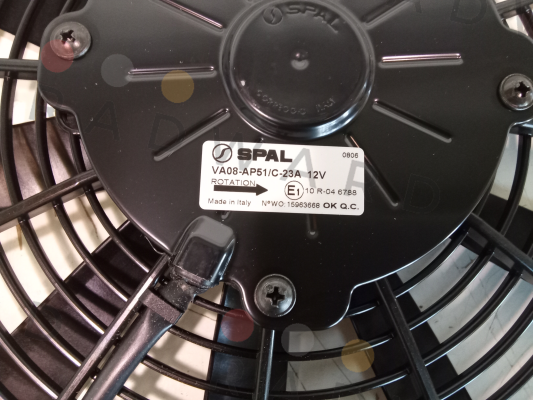 SPAL
SPAL
0606
VA08-AP51/C-23A 12V
ROTATION
E1 10 R-04 6788
Made in Italy N°WO:15963668 OK Q.C.